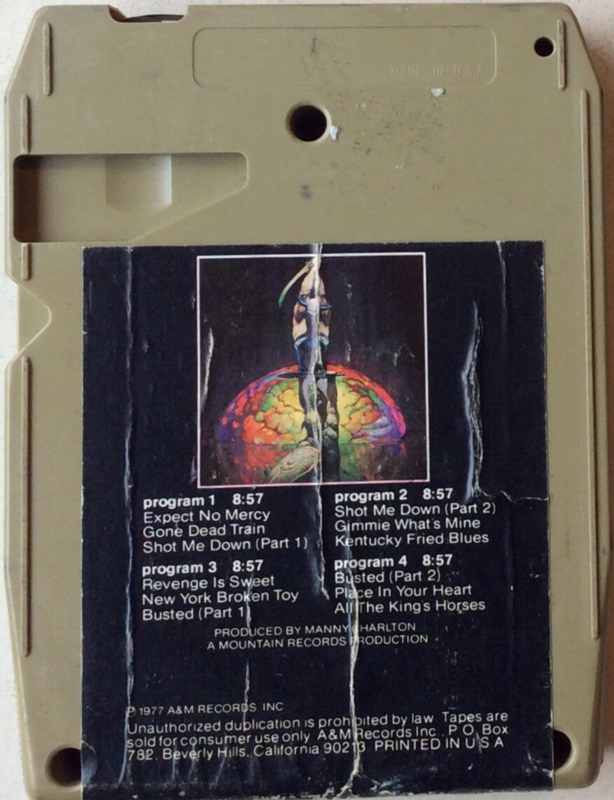 MADE IN U.S.A
program 1 8:57
Expect No Mercy
Gone Dead Train
Shot Me Down (Part 1)
program 2 8:57
Shot Me Down (Part 2)
Gimmie What's Mine
Kentucky Fried Blues
program 3 8:57
Revenge Is Sweet
New York Broken Toy
Busted (Part 1)
program 4 8:57
Busted (Part 2)
Place In Your Heart
All The King's Horses
PRODUCED BY MANNY CHARLTON
A MOUNTAIN RECORDS PRODUCTION
℗ 1977 A&M RECORDS INC
Unauthorized duplication is prohibited by law. Tapes are
sold for consumer use only A&M Records Inc., P.O. Box
782, Beverly Hills, California 90213 PRINTED IN U S A